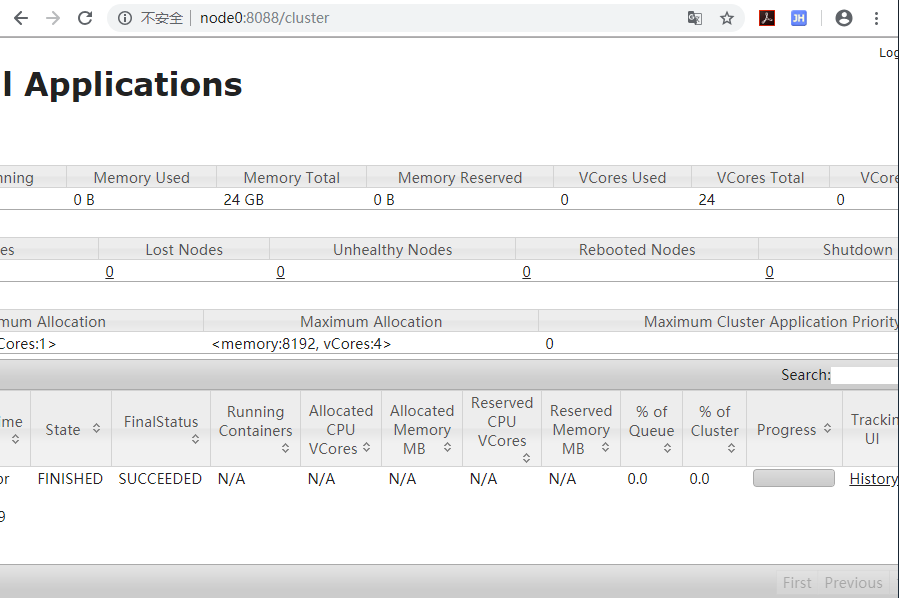 不安全 | node0:8088/cluster
JH
Log
l Applications
nning Memory Used Memory Total Memory Reserved VCores Used VCores Total VCore
0 B 24 GB 0 B 0 24 0
es Lost Nodes Unhealthy Nodes Rebooted Nodes Shutdown
0 0 0 0
mum Allocation Maximum Allocation Maximum Cluster Application Priority
Cores:1> <memory:8192, vCores:4> 0
Search:
me State FinalStatus Running Containers Allocated CPU VCores Allocated Memory MB Reserved CPU VCores Reserved Memory MB % of Queue % of Cluster Progress Trackin UI
or FINISHED SUCCEEDED N/A N/A N/A N/A N/A 0.0 0.0 History
9
First Previous